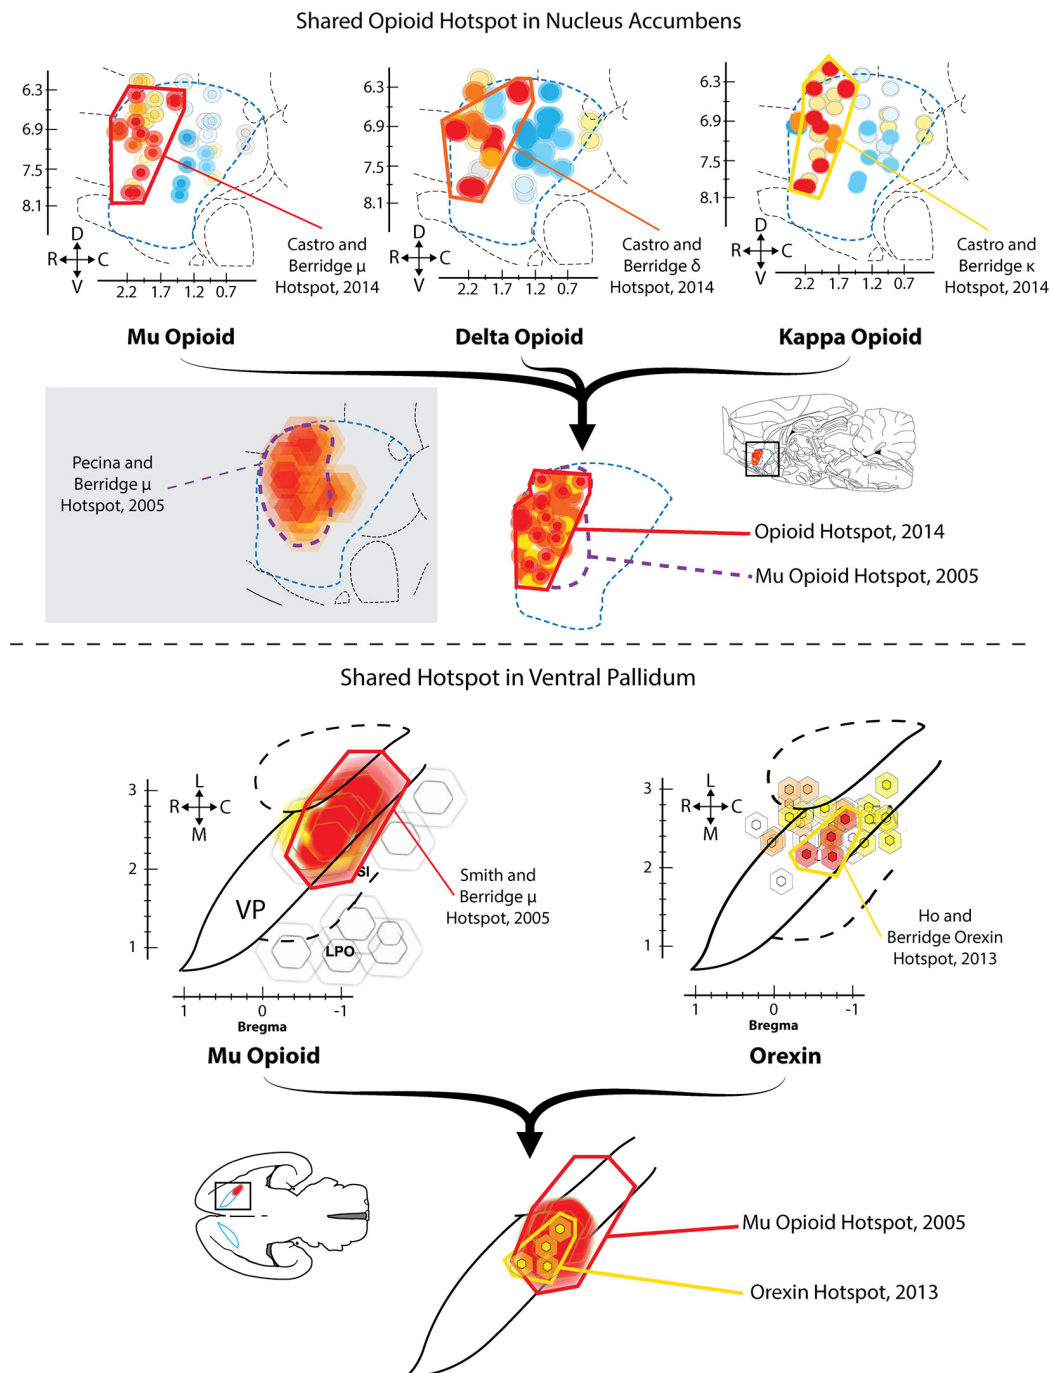 Shared Opioid Hotspot in Nucleus Accumbens
6.3
6.9
7.5
8.1
D
R
C
V
2.2
1.7
1.2
0.7
Castro and
Berridge μ
Hotspot, 2014
6.3
6.9
7.5
8.1
D
R
C
V
2.2
1.7
1.2
0.7
Castro and
Berridge δ
Hotspot, 2014
6.3
6.9
7.5
8.1
D
R
C
V
2.2
1.7
1.2
0.7
Castro and
Berridge κ
Hotspot, 2014
Mu Opioid
Delta Opioid
Kappa Opioid
Pecina and
Berridge μ
Hotspot, 2005
Opioid Hotspot, 2014
Mu Opioid Hotspot, 2005
Shared Hotspot in Ventral Pallidum
3
2
1
L
R
C
M
VP
SI
LPO
Smith and
Berridge μ
Hotspot, 2005
1
0
-1
Bregma
Mu Opioid
3
2
1
L
R
C
M
Ho and
Berridge Orexin
Hotspot, 2013
1
0
-1
Bregma
Orexin
Mu Opioid Hotspot, 2005
Orexin Hotspot, 2013